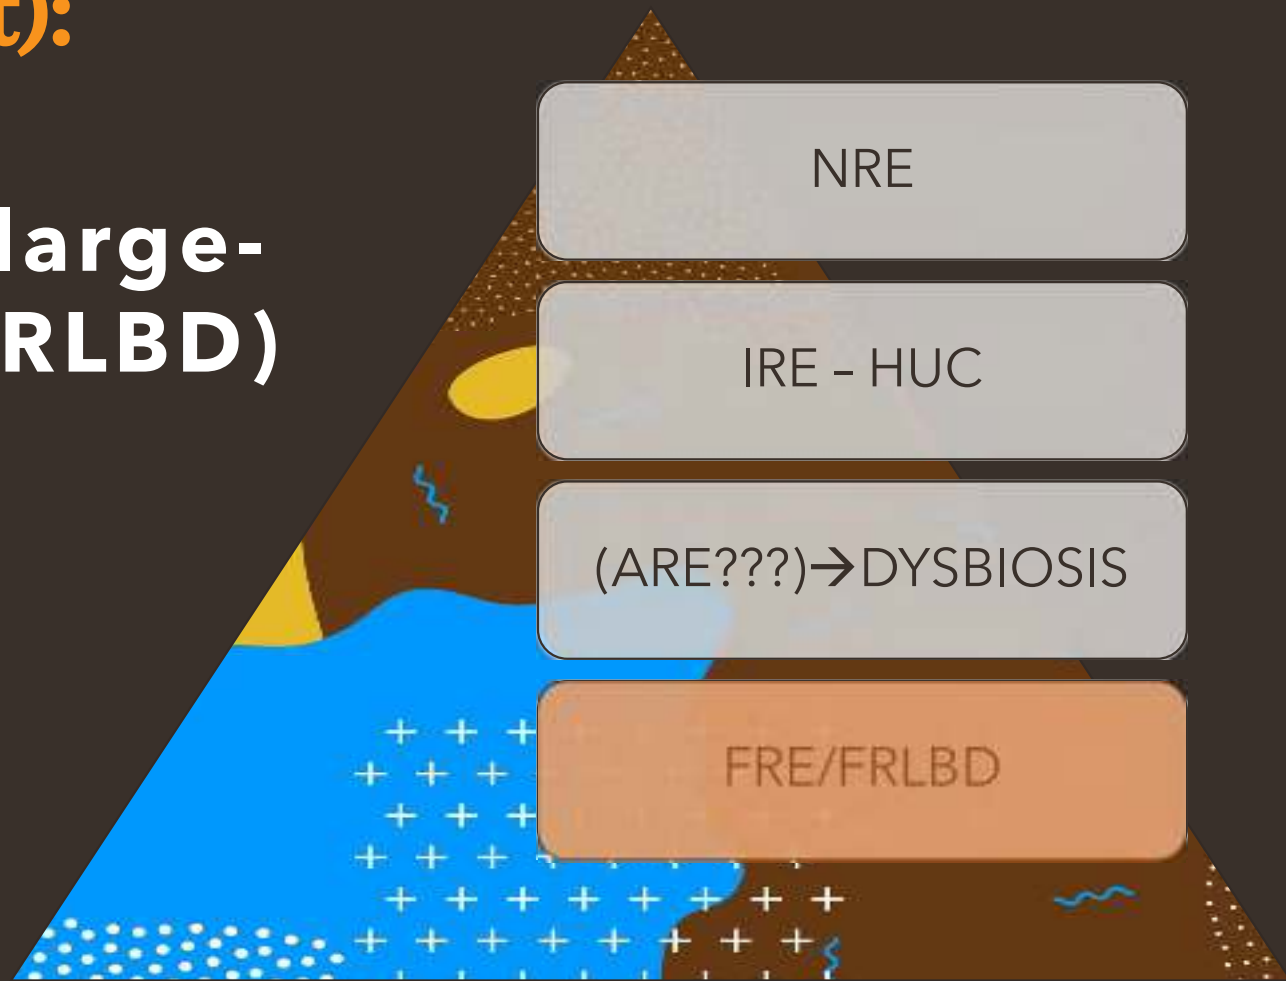 t):
large-
RLBD)
NRE
IRE – HUC
(ARE???)→DYSBIOSIS
FRE/FRLBD